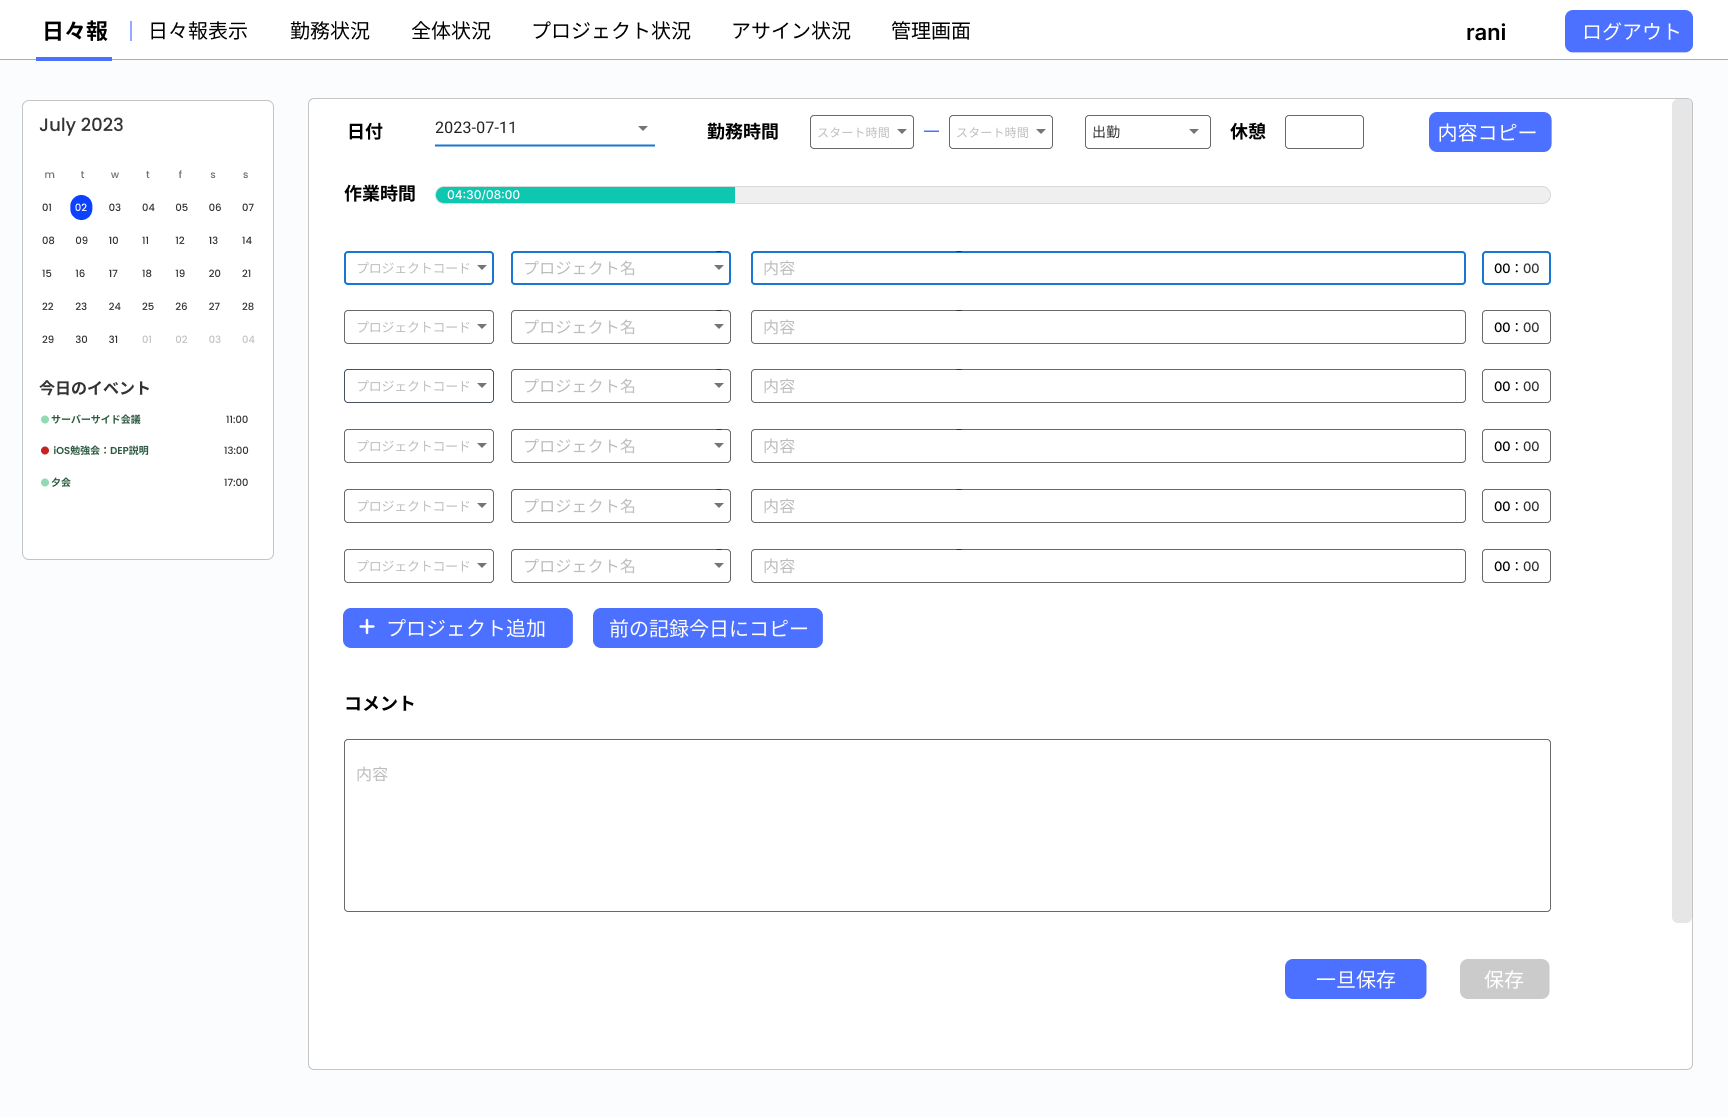 日々報 日々報表示 勤務状況 全体状況 プロジェクト状況 アサイン状況 管理画面 rani ログアウト
July 2023
m t w t f s s
01 02 03 04 05 06 07
08 09 10 11 12 13 14
15 16 17 18 19 20 21
22 23 24 25 26 27 28
29 30 31 01 02 03 04
今日のイベント
サーバーサイド会議 11:00
iOS勉強会：DEP説明 13:00
夕会 17:00
日付 2023-07-11 勤務時間 スタート時間 — スタート時間 出勤 休憩 内容コピー
作業時間 04:30/08:00
プロジェクトコード プロジェクト名 内容 00 : 00
プロジェクトコード プロジェクト名 内容 00 : 00
プロジェクトコード プロジェクト名 内容 00 : 00
プロジェクトコード プロジェクト名 内容 00 : 00
プロジェクトコード プロジェクト名 内容 00 : 00
プロジェクトコード プロジェクト名 内容 00 : 00
+ プロジェクト追加 前の記録今日にコピー
コメント
内容
一旦保存 保存